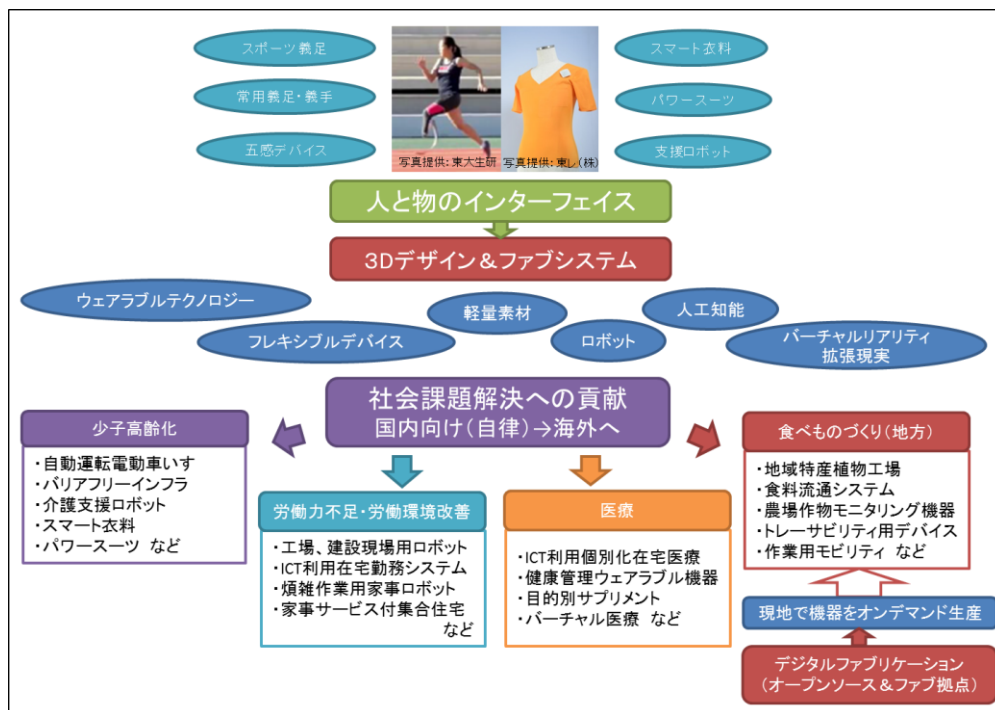 スポーツ義足
スマート衣料
常用義足・義手
パワースーツ
五感デバイス
支援ロボット
写真提供：東大生研
写真提供：東レ（株）
人と物のインターフェイス
3Dデザイン＆ファブシステム
ウェアラブルテクノロジー
軽量素材
人工知能
フレキシブルデバイス
ロボット
バーチャルリアリティ
拡張現実
社会課題解決への貢献
国内向け（自律）→海外へ
少子高齢化
・自動運転電動車いす
・バリアフリーインフラ
・介護支援ロボット
・スマート衣料
・パワースーツ など
労働力不足・労働環境改善
・工場、建設現場用ロボット
・ICT利用在宅勤務システム
・煩雑作業用家事ロボット
・家事サービス付集合住宅
など
医療
・ICT利用個別化在宅医療
・健康管理ウェアラブル機器
・目的別サプリメント
・バーチャル医療 など
食べものづくり（地方）
・地域特産植物工場
・食料流通システム
・農場作物モニタリング機器
・トレーサビリティ用デバイス
・作業用モビリティ など
現地で機器をオンデマンド生産
デジタルファブリケーション
（オープンソース＆ファブ拠点）